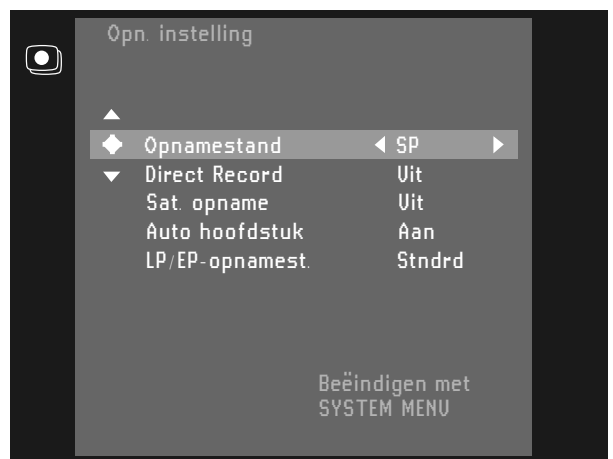 Opn. instelling
Opnamestand SP
Direct Record Uit
Sat. opname Uit
Auto hoofdstuk Aan
LP/EP-opnamest. Stndrd
Beëindigen met
SYSTEM MENU